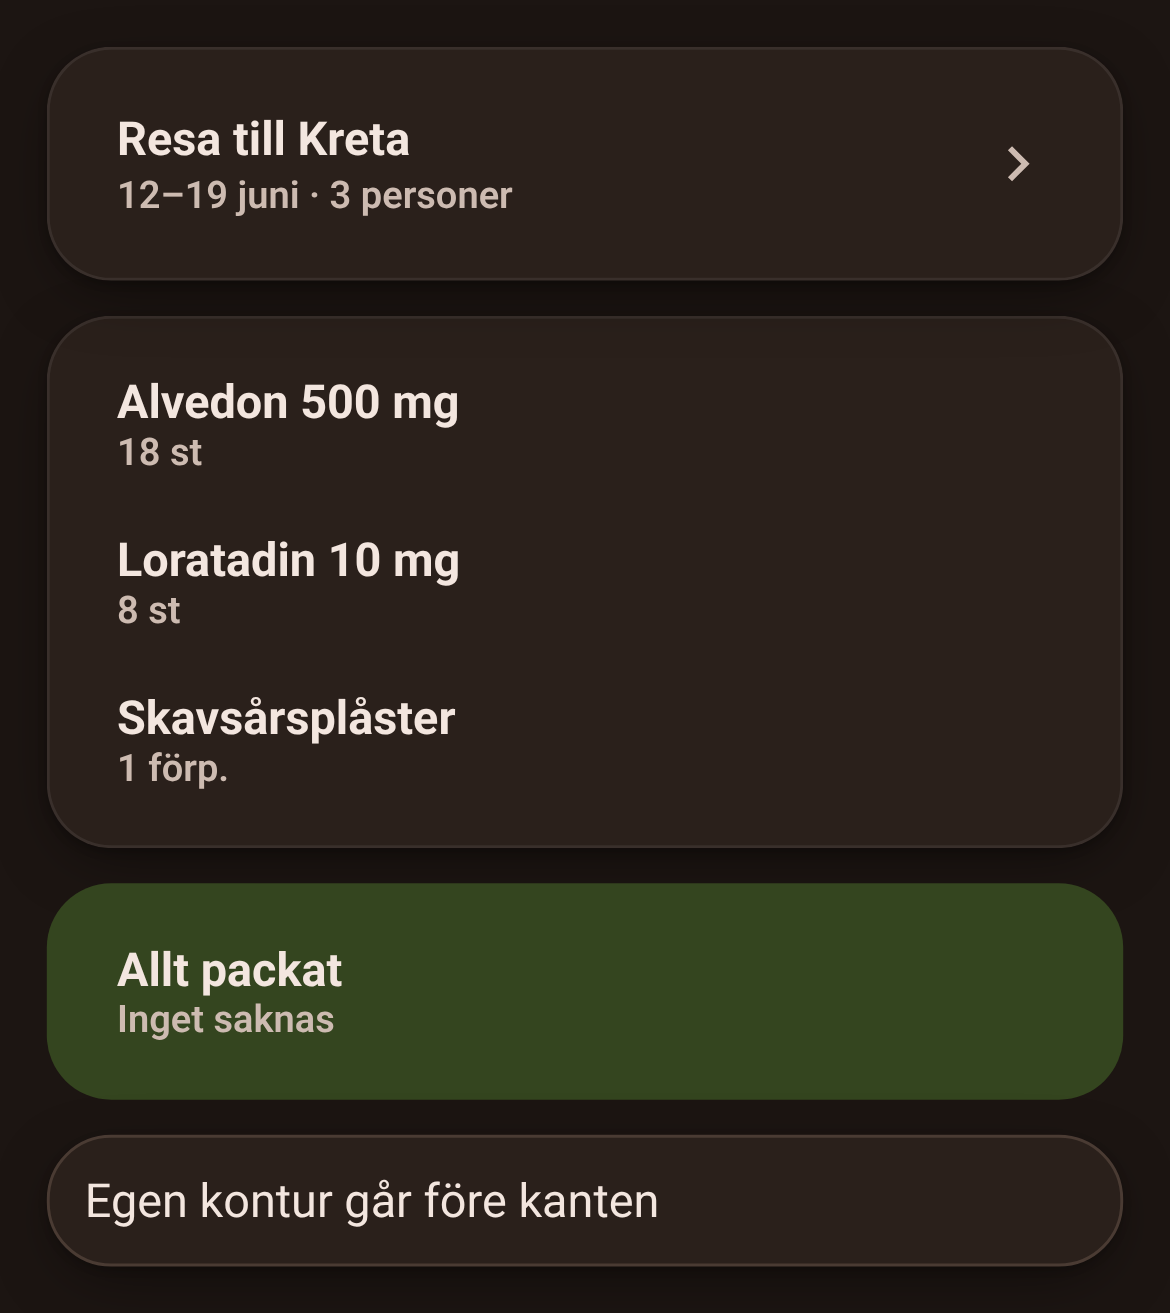 Resa till Kreta
12–19 juni · 3 personer
Alvedon 500 mg
18 st
Loratadin 10 mg
8 st
Skavsårsplåster
1 förp.
Allt packat
Inget saknas
Egen kontur går före kanten